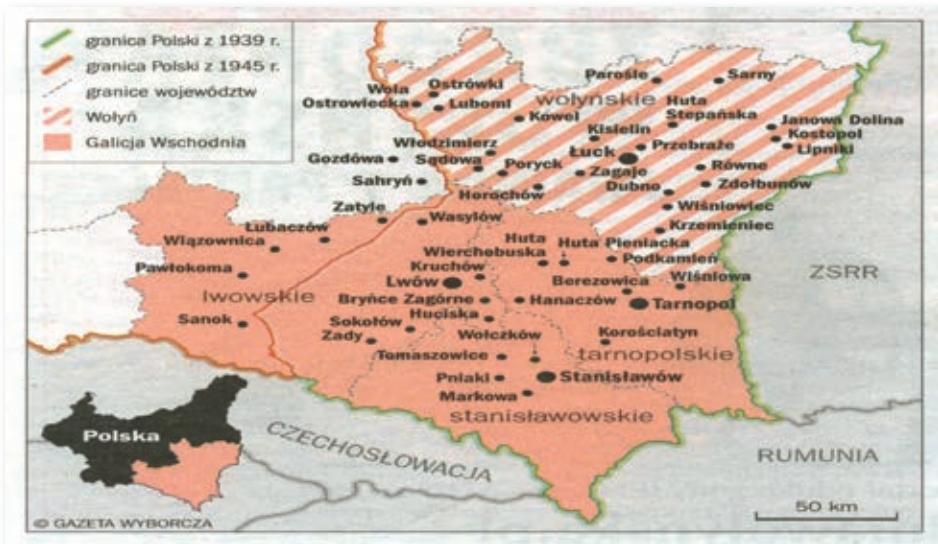 granica Polski z 1939 r.
granica Polski z 1945 r.
granice województw
Wołyń
Galicja Wschodnia
Ostrówki
Wola
Ostrowiecka
Luboml
Parośle
Sarny
wołyńskie
Huta
Stepańska
Kowel
Kisielin
Janowa Dolina
Kostopol
Lipniki
Włodzimierz
Gozdówa
Sądowa
Poryck
Łuck
Przebraże
Zagaje
Równe
Sahryń
Horochów
Dubno
Zdołbunów
Wiśniowiec
Zatyle
Wasylów
Krzemieniec
Lubaczów
Wiązownica
Huta
Wierchobuska
Huta Pieniacka
Podkamień
ZSRR
Pawłokoma
Kruchów
Lwów
Berezowica
Wiśniowa
lwowskie
Bryńce Zagórne
Hanaczów
Tarnopol
Sanok
Huciska
Sokołów
Zady
Wołczków
Korościatyn
Tomaszowice
tarnopolskie
Pniaki
Stanisławów
Markowa
stanisławowskie
Polska
CZECHOSŁOWACJA
RUMUNIA
50 km
© GAZETA WYBORCZA